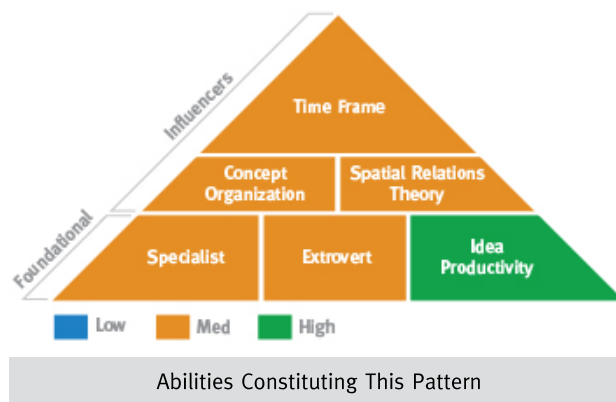 Influencers
Time Frame
Concept
Organization
Spatial Relations
Theory
Foundational
Specialist
Extrovert
Idea
Productivity
Low
Med
High
Abilities Constituting This Pattern